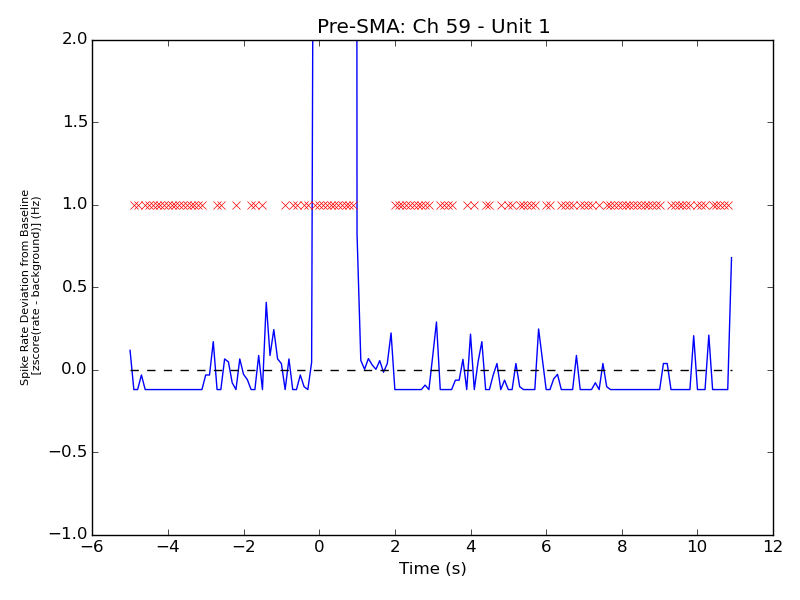 Pre-SMA: Ch 59 - Unit 1
2.0
1.5
1.0
0.5
0.0
−0.5
−1.0
Spike Rate Deviation from Baseline
[zscore(rate - background)] (Hz)
−6 −4 −2 0 2 4 6 8 10 12
Time (s)